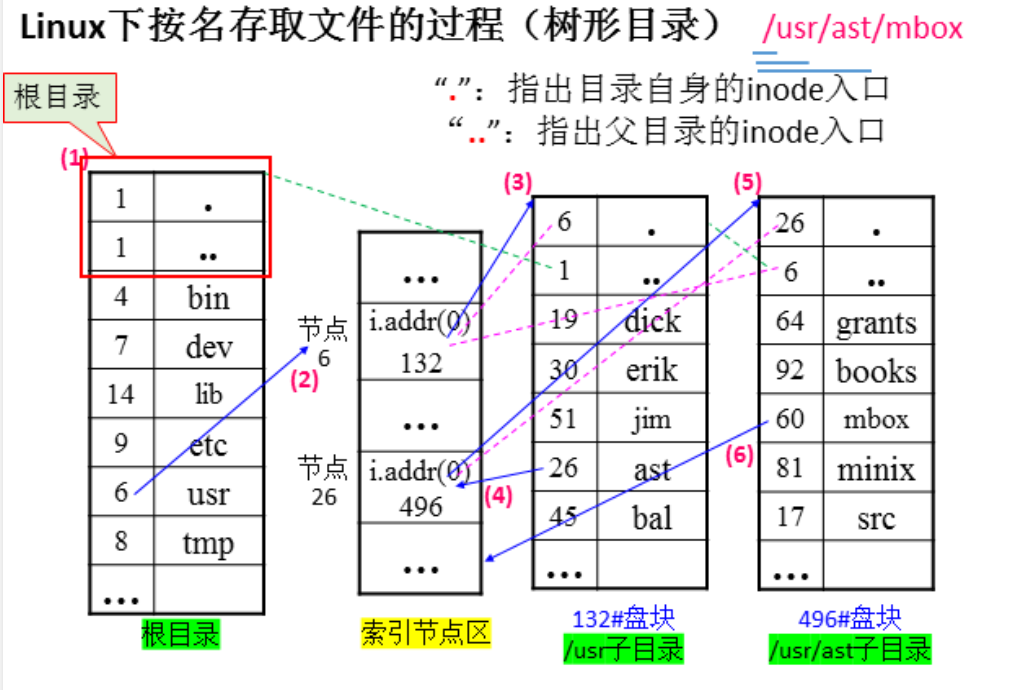 Linux下按名存取文件的过程（树形目录） /usr/ast/mbox
“.”：指出目录自身的inode入口
“..”：指出父目录的inode入口
根目录
(1)
1 .
1 ..
4 bin
7 dev
14 lib
9 etc
6 usr
8 tmp
...
根目录
节点
6
(2)
节点
26
...
i.addr(0)
132
...
i.addr(0)
496
...
索引节点区
(3)
(4)
6 .
1 ..
19 dick
30 erik
51 jim
26 ast
45 bal
...
132#盘块
/usr子目录
(5)
(6)
26 .
6 ..
64 grants
92 books
60 mbox
81 minix
17 src
...
496#盘块
/usr/ast子目录